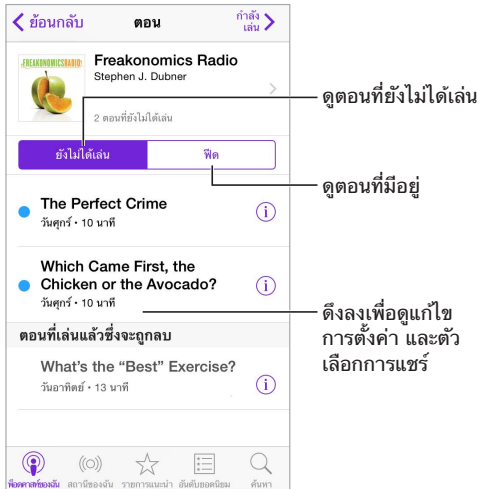 ย้อนกลับ
ตอน
กำลัง
เล่น
FREAKONOMICSRADIO
Freakonomics Radio
Stephen J. Dubner
2 ตอนที่ยังไม่ได้เล่น
ดูตอนที่ยังไม่ได้เล่น
ยังไม่ได้เล่น
ฟีด
ดูตอนที่มีอยู่
The Perfect Crime
วันศุกร์ • 10 นาที
Which Came First, the
Chicken or the Avocado?
วันศุกร์ • 10 นาที
ดึงลงเพื่อดูแก้ไข
การตั้งค่า และตัว
เลือกการแชร์
ตอนที่เล่นแล้วซึ่งจะถูกลบ
What's the “Best” Exercise?
วันอาทิตย์ • 13 นาที
พ็อดคาสท์ของฉัน
สถานีของฉัน
รายการแนะนำ
อันดับยอดนิยม
ค้นหา